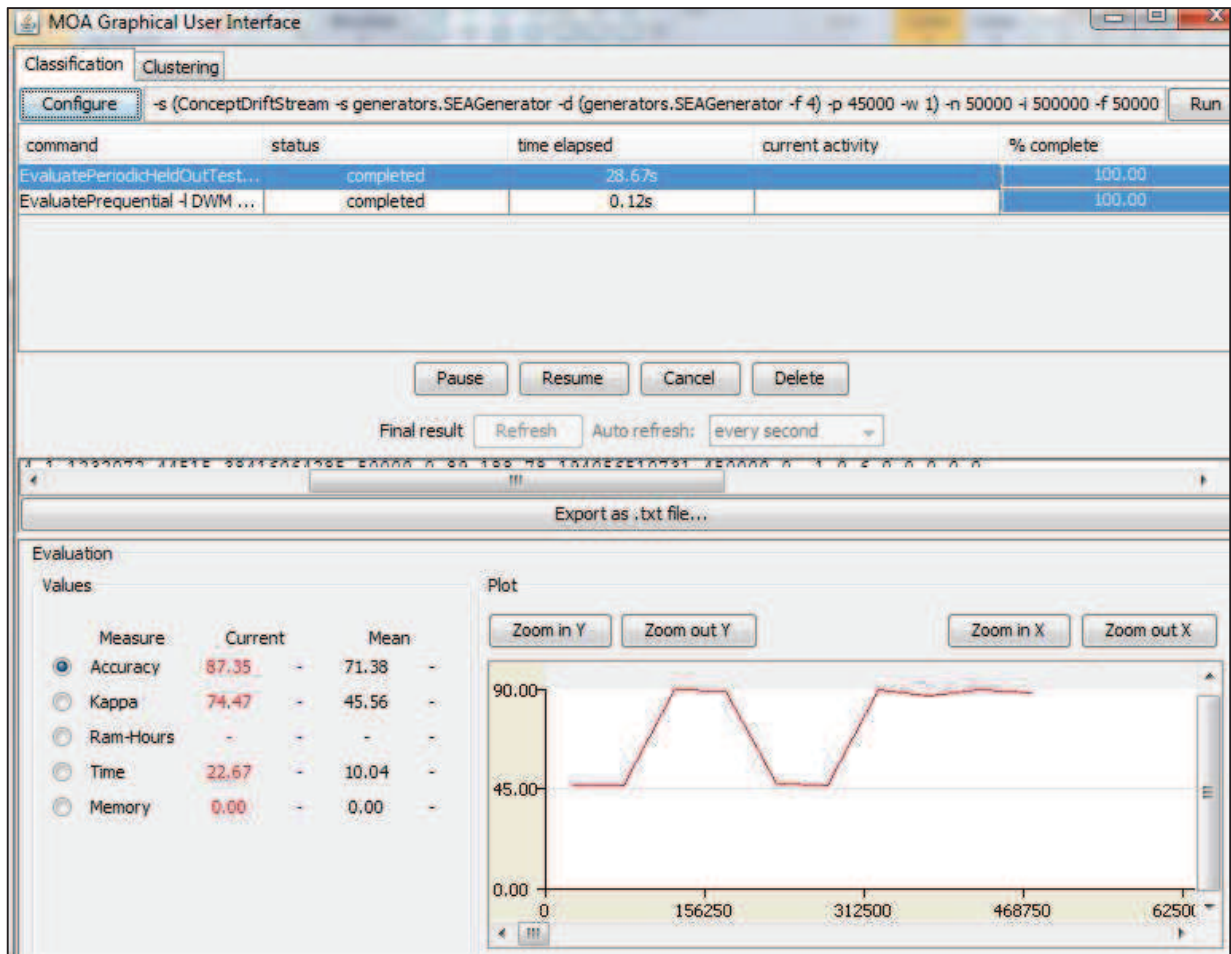 MOA Graphical User Interface
Classification Clustering
Configure -s (ConceptDriftStream -s generators.SEAGenerator -d (generators.SEAGenerator -f 4) -p 45000 -w 1) -n 50000 -i 500000 -f 50000 Run
command status time elapsed current activity % complete
EvaluatePeriodicHeldOutTest... completed 28.67s 100.00
EvaluatePrequential -l DWM ... completed 0.12s 100.00
Pause Resume Cancel Delete
Final result Refresh Auto refresh: every second
Export as .txt file...
Evaluation
Values
Measure Current Mean
Accuracy 87.35 - 71.38 -
Kappa 74.47 - 45.56 -
Ram-Hours - - - -
Time 22.67 - 10.04 -
Memory 0.00 - 0.00 -
Plot
Zoom in Y Zoom out Y Zoom in X Zoom out X
90.00
45.00
0.00
0 156250 312500 468750